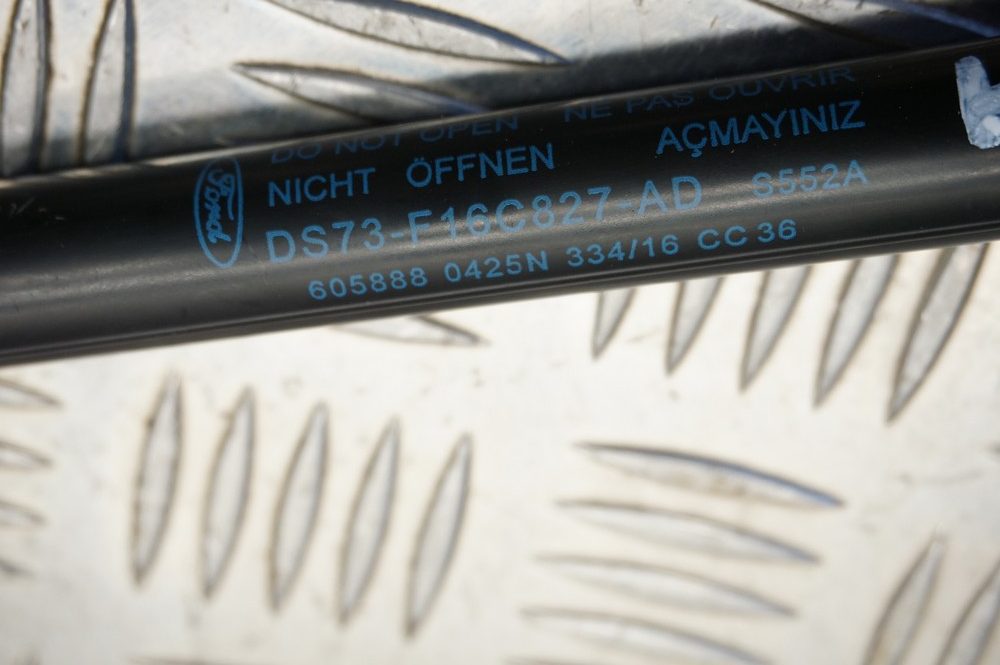 DO NOT OPEN NE PAS OUVRIR
NICHT ÖFFNEN AÇMAYINIZ
Ford DS73-F16C827-AD S552A
605888 0425N 334/16 CC 36